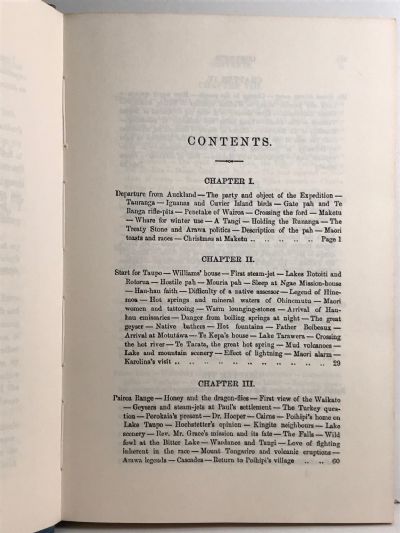 CONTENTS.
CHAPTER I.
Departure from Auckland — The party and object of the Expedition —
Tauranga — Iguanas and Cuvier Island birds — Gate pah and Te
Ranga rifle-pits — Penetake of Wairoa — Crossing the ford — Maketu
— Whare for winter use — A Tangi — Holding the Runanga — The
Treaty Stone and Arawa politics — Description of the pah — Maori
toasts and races — Christmas at Maketu .. .. .. .. .. Page 1
CHAPTER II.
Start for Taupo — Williams' house — First steam-jet — Lakes Rotoiti and
Rotorua — Hostile pah — Mouria pah — Sleep at Ngae Mission-house
— Hau-hau faith — Difficulty of a native assessor — Legend of Hine-
moa — Hot springs and mineral waters of Ohinemutu — Maori
women and tattooing — Warm lounging-stones — Arrival of Hau-
hau emissaries — Danger from boiling springs at night — The great
geyser — Native bathers — Hot fountains — Father Boibeaux —
Arrival at Motutawa — Te Kepa's house — Lake Tarawera — Crossing
the hot river — Te Tarata, the great hot spring — Mud volcanoes —
Lake and mountain scenery — Effect of lightning — Maori alarm —
Karolina's visit .. .. .. .. .. .. .. .. .. .. 29
CHAPTER III.
Pairoa Range — Honey and the dragon-flies — First view of the Waikato
— Geysers and steam-jets at Paul's settlement — The Turkey ques-
tion — Perokaia's present — Dr. Hooper — Cairns — Poihipi's home on
Lake Taupo — Hochstetter's opinion — Kingite neighbours — Lake
scenery — Rev. Mr. Grace's mission and its fate — The Falls — Wild
fowl at the Bitter Lake — Wardance and Tangi — Love of fighting
inherent in the race — Mount Tongariro and volcanic eruptions —
Arawa legends — Cascades — Return to Poihipi's village .. .. 60